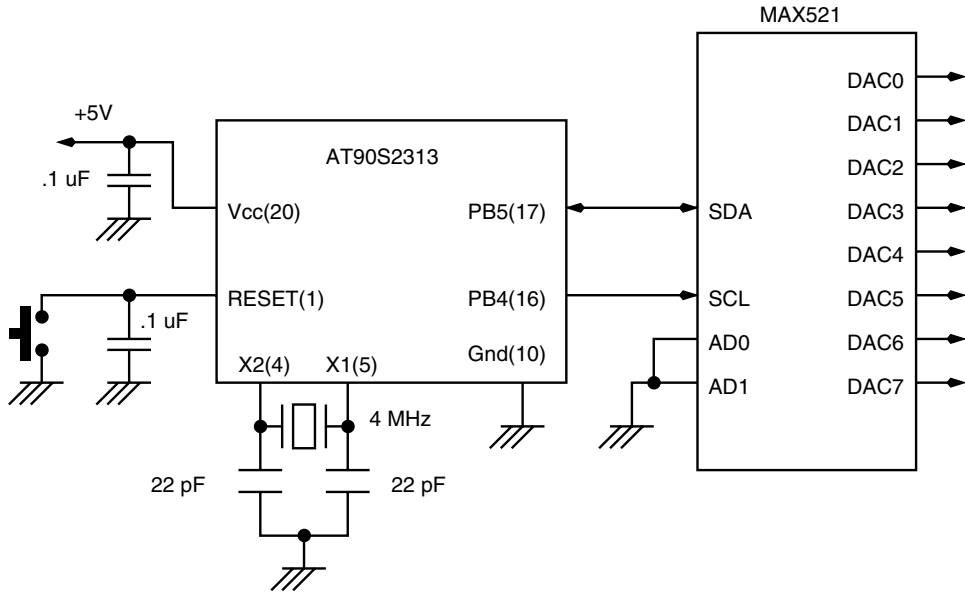 MAX521
DAC0
+5V
DAC1
AT90S2313
DAC2
.1 uF
Vcc(20)
PB5(17)
SDA
DAC3
DAC4
RESET(1)
PB4(16)
SCL
DAC5
.1 uF
AD0
DAC6
Gnd(10)
X2(4)
X1(5)
AD1
DAC7
4 MHz
22 pF
22 pF